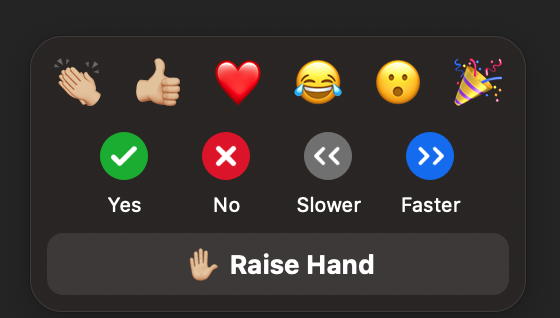 Yes No Slower Faster
Raise Hand